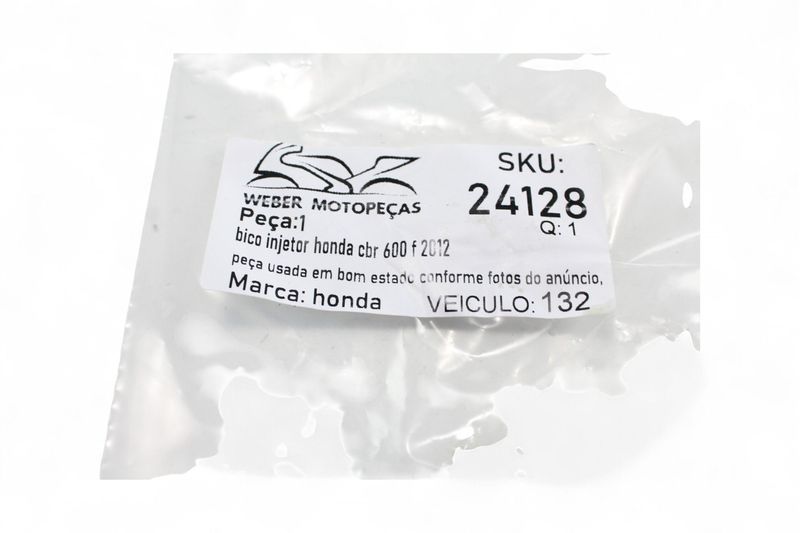 WEBER MOTOPEÇAS
SKU:
24128
Q: 1
Peça:1
bico injetor honda cbr 600 f 2012
peça usada em bom estado conforme fotos do anúncio,
Marca: honda
VEICULO: 132